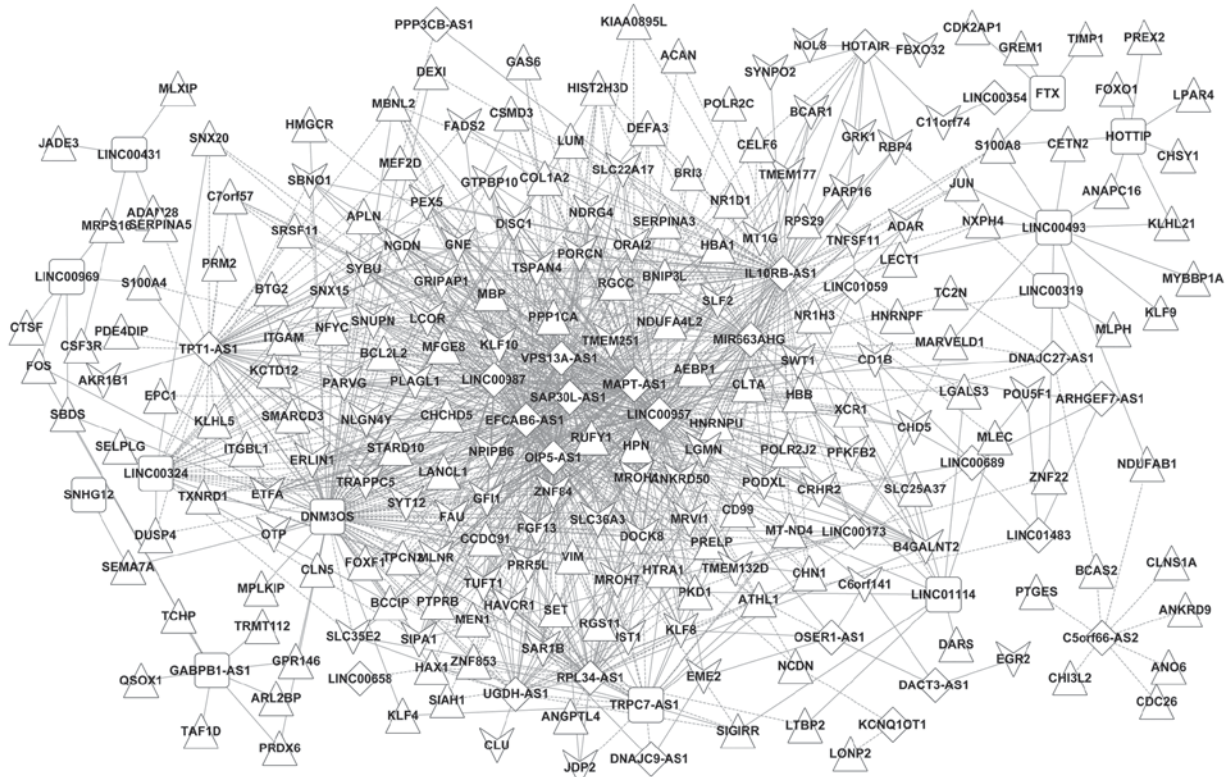 PPP3CB-AS1
KIAA0895L
CDK2AP1
TIMP1
PREX2
NOL8
HOTAIR
FBXO32
GREM1
GAS6
ACAN
DEXI
SYNPO2
MLXIP
HIST2H3D
FTX
FOXO1
LPAR4
MBNL2
CSMD3
POLR2C
BCAR1
LINC00354
C11orf74
HOTTIP
SNX20
HMGCR
FADS2
LUM
DEFA3
GRK1
RBP4
S100A8
CETN2
CHSY1
JADE3
LINC00431
MEF2D
CELF6
TMEM177
SBNO1
GTPBP10
COL1A2
SLC22A17
BRI3
PARP16
JUN
ANAPC16
C7orf57
PEX5
NR1D1
ADAM28
SERPINA5
MRPS16
APLN
DISC1
NDRG4
SERPINA3
RPS29
ADAR
NXPH4
LINC00493
KLHL21
SRSF11
NGDN
GNE
PORCN
ORAI2
HBA1
MT1G
TNFSF11
LECT1
PRM2
SYBU
TSPAN4
BNIP3L
IL10RB-AS1
LINC00969
S100A4
BTG2
SNX15
GRIPAP1
MBP
RGCC
SLF2
LINC01059
TC2N
LINC00319
MYBBP1A
CTSF
PDE4DIP
CSF3R
ITGAM
NFYC
SNUPN
LCOR
PPP1CA
NDUFA4L2
NR1H3
HNRNPF
KLF9
MLPH
TPT1-AS1
KLF10
TMEM251
MIR663AHG
MARVELD1
FOS
AKR1B1
KCTD12
BCL2L2
MFGE8
VPS13A-AS1
SWT1
CD1B
DNAJC27-AS1
EPC1
PARVG
PLAGL1
LINC00987
MAPT-AS1
AEBP1
CLTA
SAP30L-AS1
HBB
LGALS3
POU5F1
ARHGEF7-AS1
SBDS
KLHL5
SMARCD3
NLGN4Y
CHCHD5
EFCAB6-AS1
LINC00957
XCR1
HNRNPU
CHD5
MLEC
SELPLG
ITGBL1
ERLIN1
STARD10
RUFY1
HPN
LGMN
POLR2J2
PFKFB2
LINC00689
NDUFAB1
LINC00324
NPIPB6
OIP5-AS1
SNHG12
TXNRD1
ETFA
TRAPPC5
LANCL1
ANKRD50
PODXL
CRHR2
SLC25A37
ZNF22
DNM3OS
SYT12
GFI1
ZNF84
FAU
SLC36A3
MRVI1
CD99
DUSP4
OTP
FGF13
DOCK8
MT-ND4
LINC00173
LINC01483
SEMA7A
CLN5
FOXF1
MLNR
CCDC91
PRR5L
VIM
PRELP
TMEM132D
B4GALNT2
BCAS2
CLNS1A
MPLKIP
TUFT1
MROH7
HTRA1
CHN1
C6orf141
LINC01114
PTGES
TCHP
BCCIP
PTPRB
HAVCR1
SET
PKD1
ATHL1
ANKRD9
TRMT112
SLC35E2
SIPA1
MEN1
RGS11
IST1
KLF8
OSER1-AS1
C5orf66-AS2
SAR1B
DARS
GABPB1-AS1
GPR146
HAX1
ZNF853
EGR2
ANO6
QSOX1
LINC00658
RPL34-AS1
EME2
NCDN
CHI3L2
ARL2BP
SIAH1
UGDH-AS1
DACT3-AS1
CDC26
KLF4
TRPC7-AS1
TAF1D
ANGPTL4
SIGIRR
LTBP2
KCNQ1OT1
PRDX6
CLU
DNAJC9-AS1
LONP2
JDP2